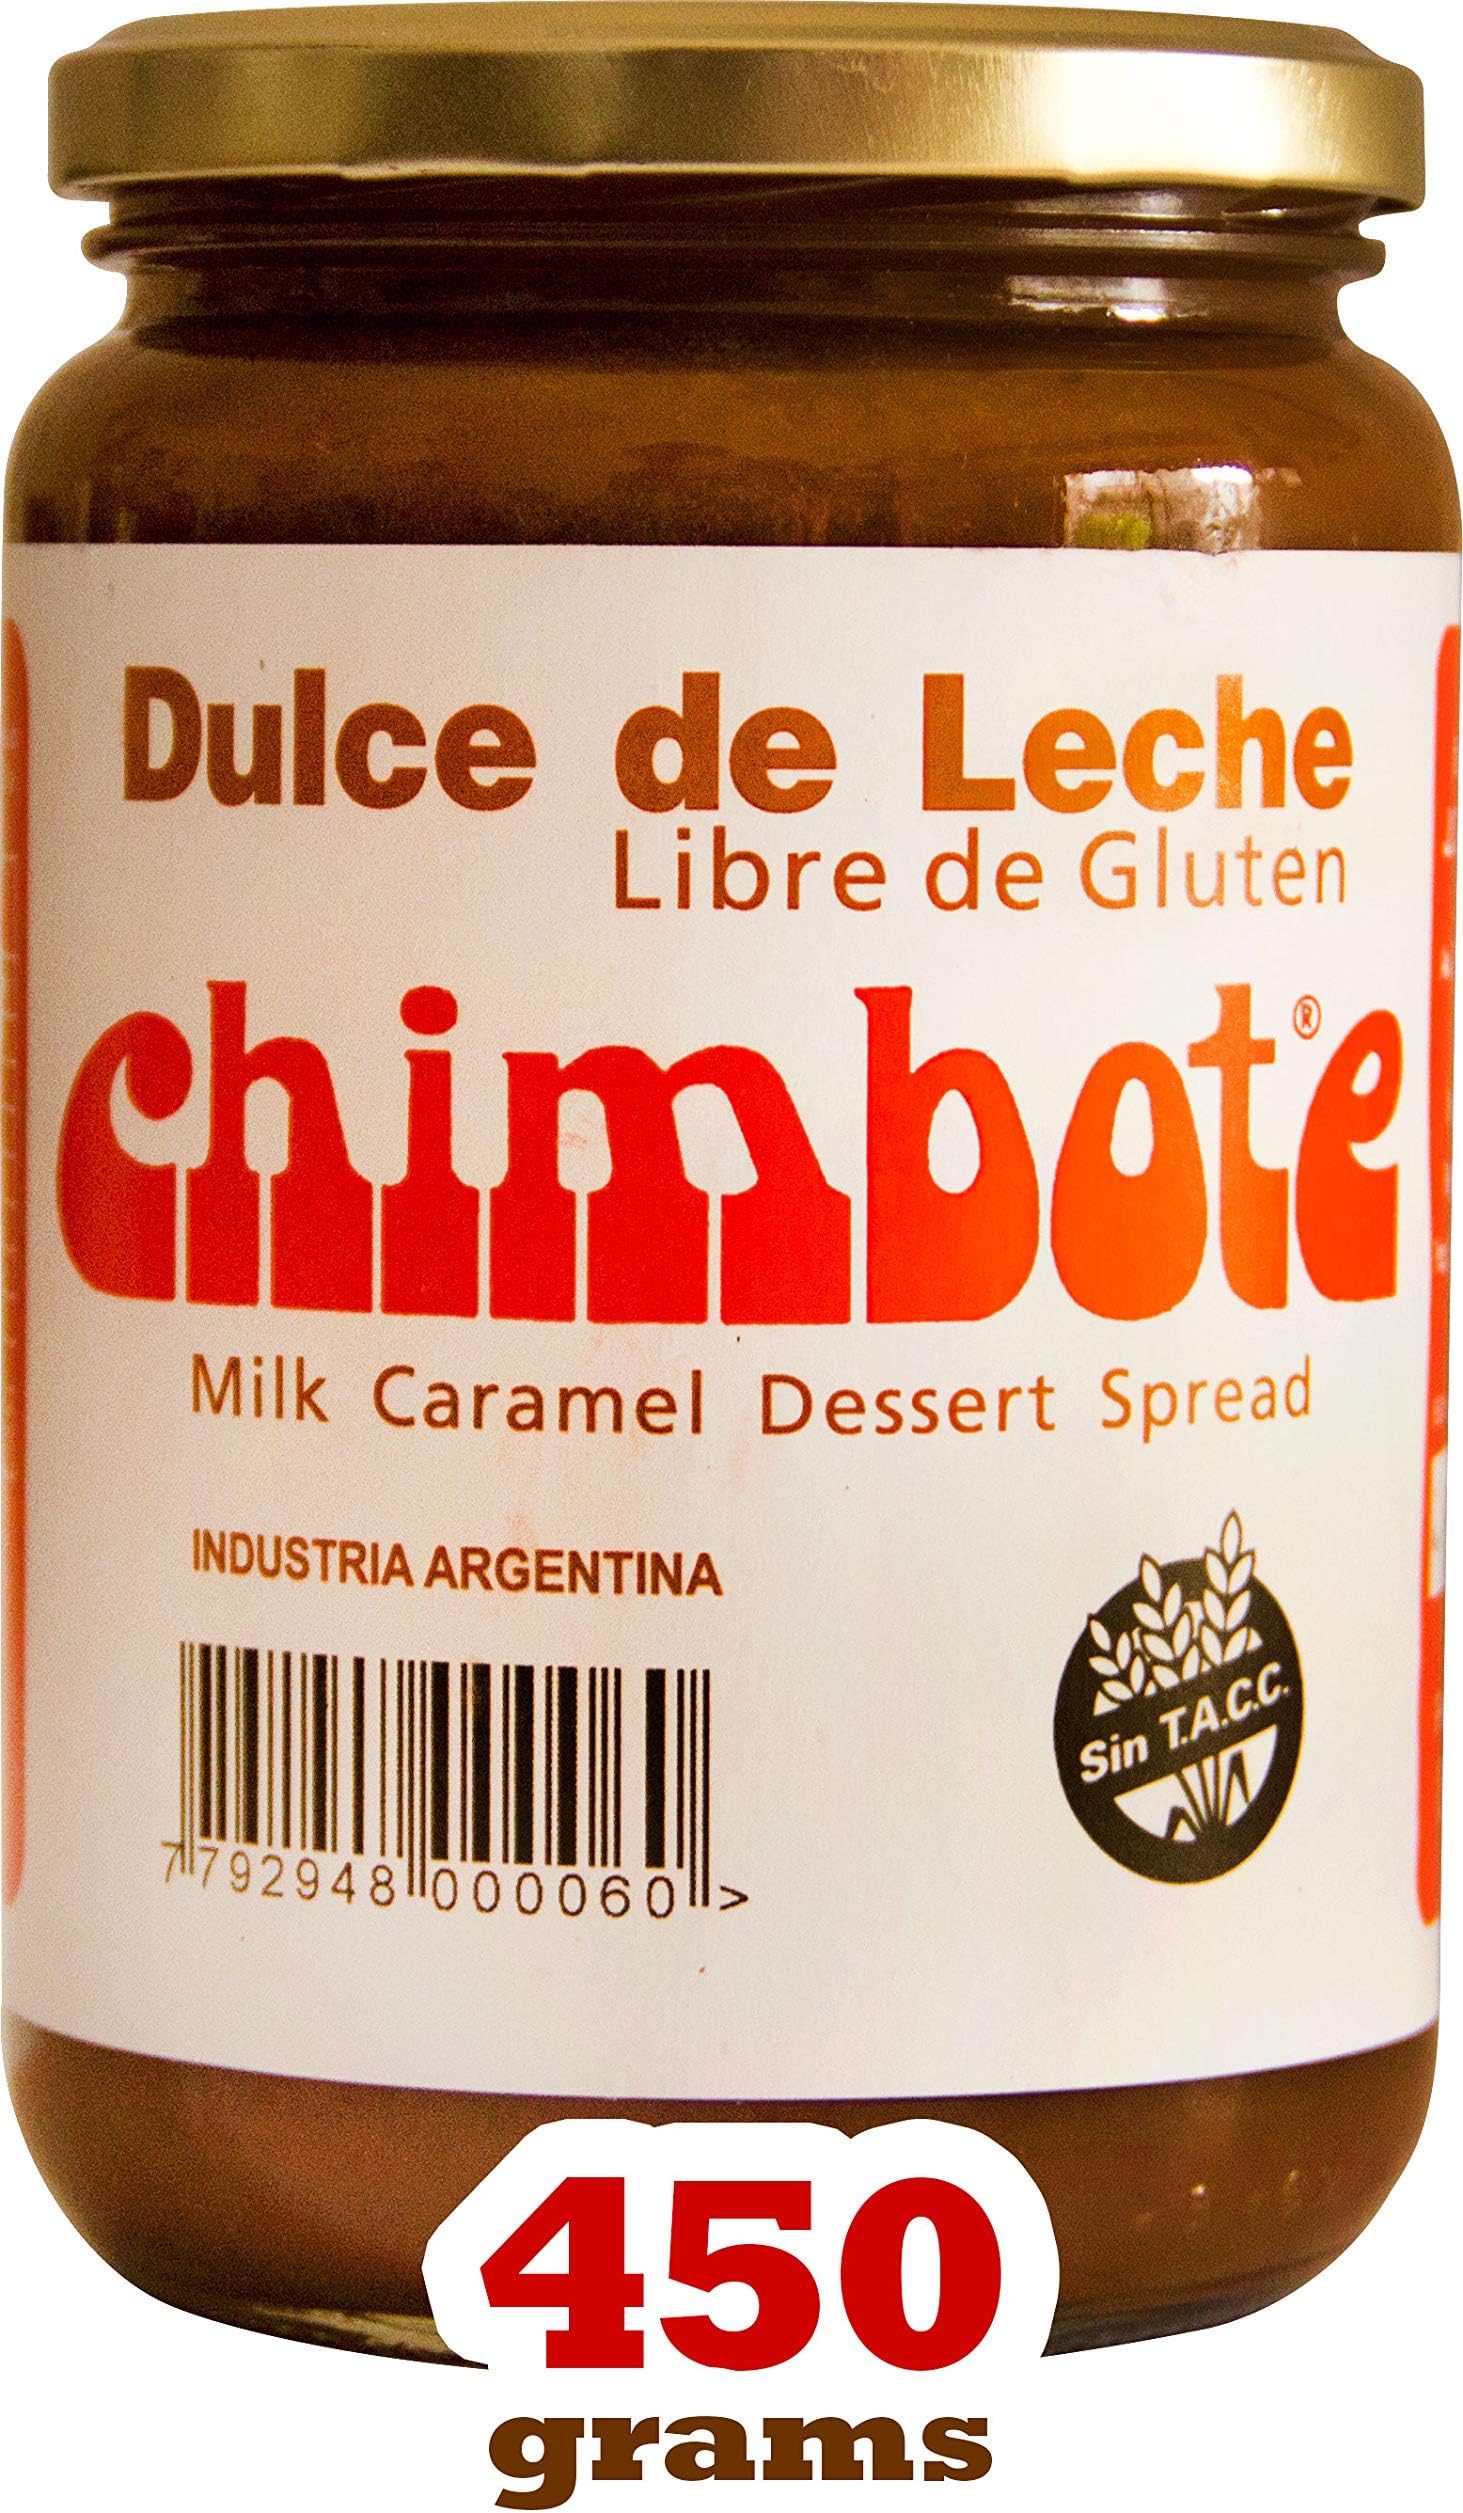 Dulce de Leche
Libre de Gluten
chimbote®
Milk Caramel Dessert Spread
INDUSTRIA ARGENTINA
Sin T.A.C.C.
7 792948 000060 >
450
grams